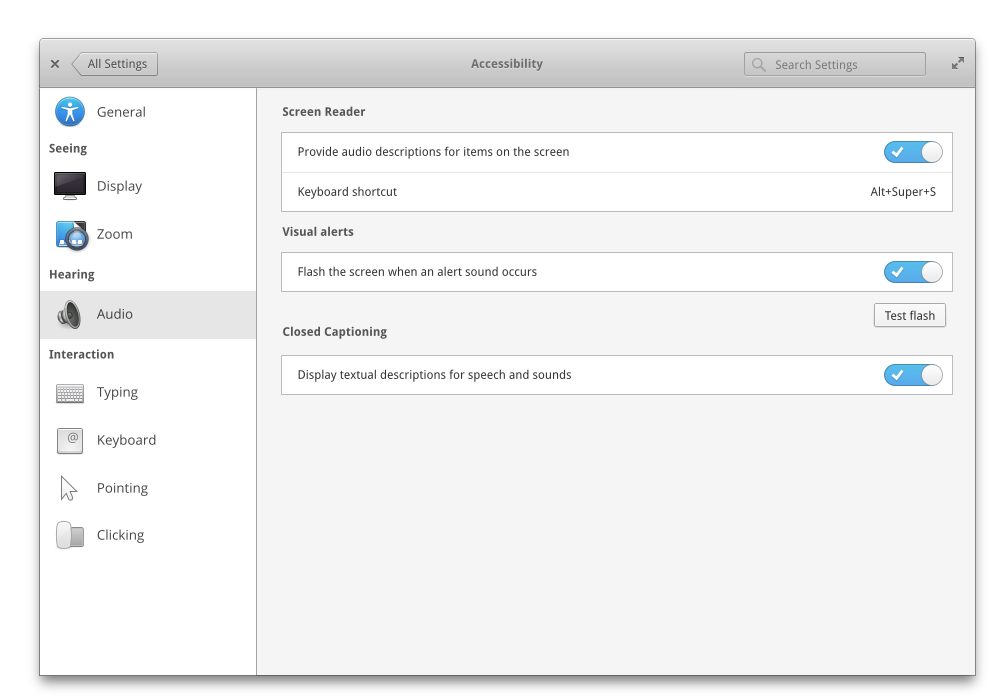 All Settings
Accessibility
Search Settings
General
Seeing
Display
Zoom
Hearing
Audio
Interaction
Typing
@
Keyboard
Pointing
Clicking
Screen Reader
Provide audio descriptions for items on the screen
Keyboard shortcut Alt+Super+S
Visual alerts
Flash the screen when an alert sound occurs
Test flash
Closed Captioning
Display textual descriptions for speech and sounds